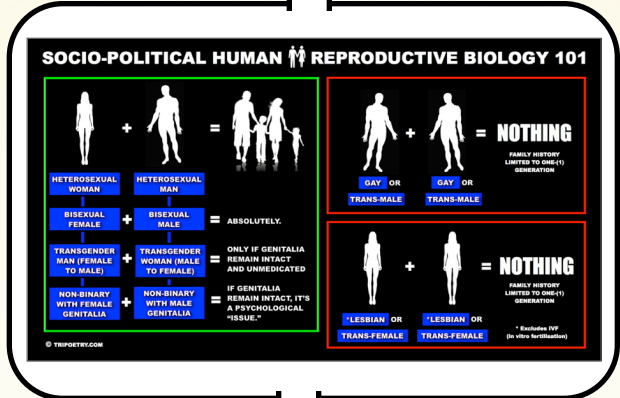 SOCIO-POLITICAL HUMAN REPRODUCTIVE BIOLOGY 101
+ =
HETEROSEXUAL WOMAN HETEROSEXUAL MAN
BISEXUAL FEMALE + BISEXUAL MALE = ABSOLUTELY.
TRANSGENDER MAN (FEMALE TO MALE) + TRANSGENDER WOMAN (MALE TO FEMALE) = ONLY IF GENITALIA REMAIN INTACT AND UNMEDICATED
NON-BINARY WITH FEMALE GENITALIA + NON-BINARY WITH MALE GENITALIA = IF GENITALIA REMAIN INTACT, IT'S A PSYCHOLOGICAL "ISSUE."
© TRIPOETRY.COM
+ = NOTHING
FAMILY HISTORY
LIMITED TO ONE-(1)
GENERATION
GAY OR GAY OR
TRANS-MALE TRANS-MALE
+ = NOTHING
FAMILY HISTORY
LIMITED TO ONE-(1)
GENERATION
*LESBIAN OR *LESBIAN OR
TRANS-FEMALE TRANS-FEMALE
* Excludes IVF
(in vitro fertilisation)